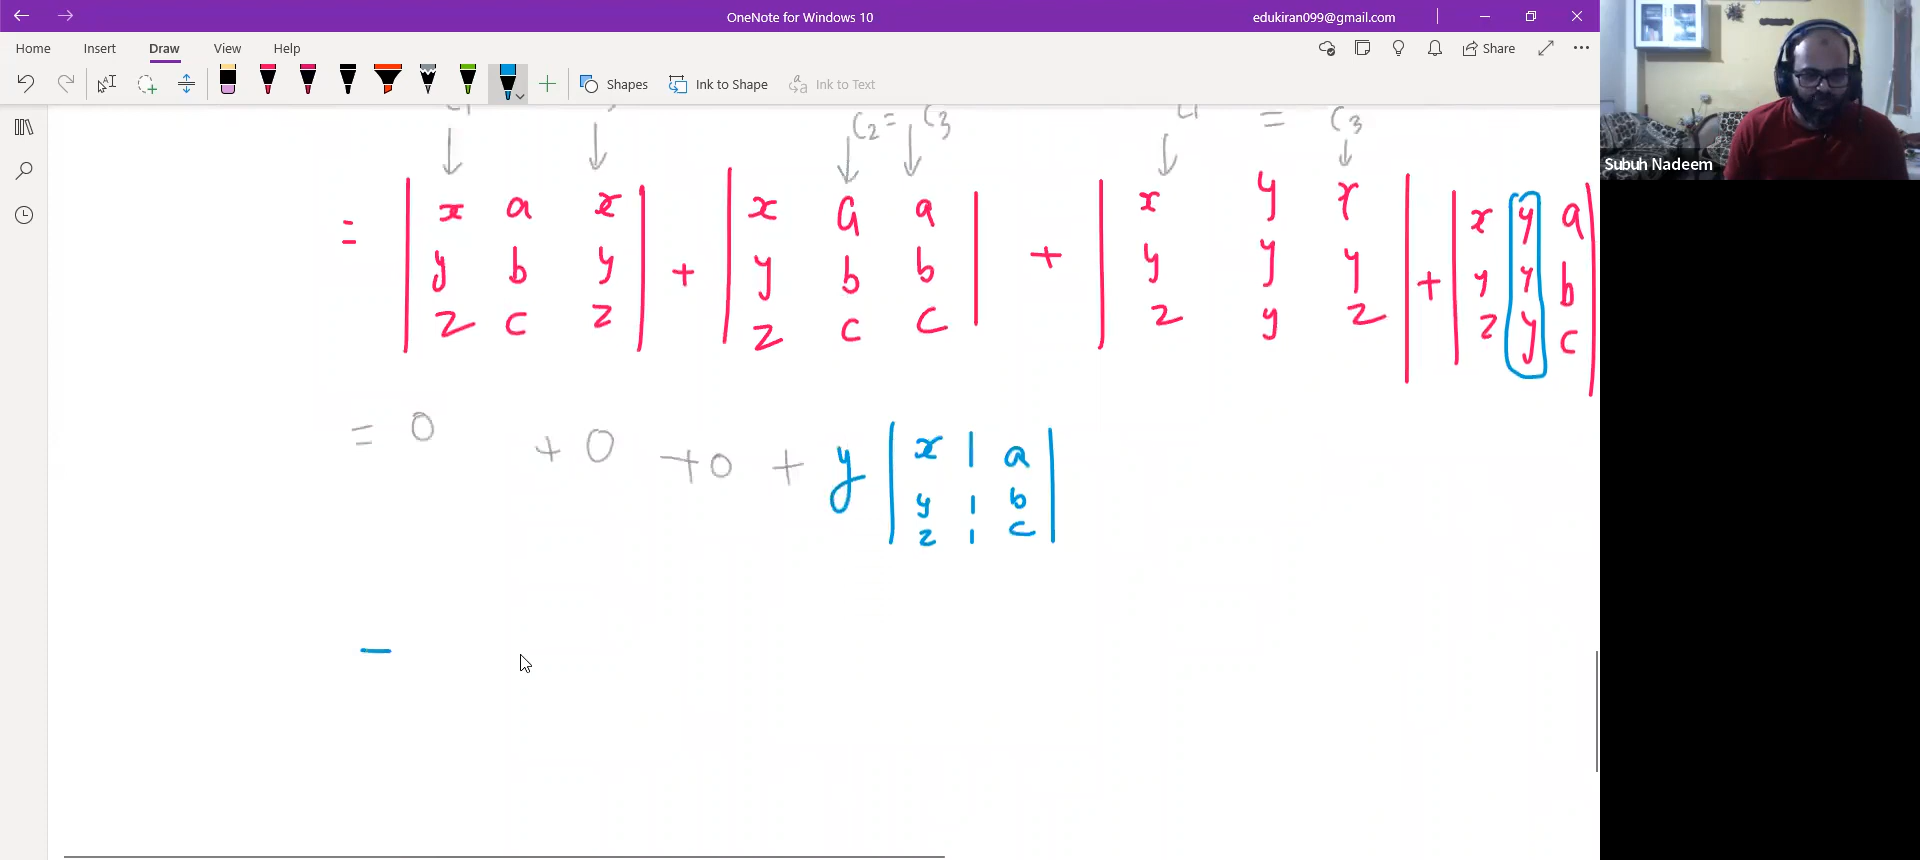 OneNote for Windows 10
edukiran099@gmail.com
Home Insert Draw View Help
Share
Shapes Ink to Shape Ink to Text
Subuh Nadeem
C2 = C3 = C3
= | x a x | + | x a a | + | x y x | + | x y a |
| y b y | | y b b | | y y y | | y y b |
| z c z | | z c c | | z y z | | z y c |
= 0 + 0 + 0 + y | x 1 a |
| y 1 b |
| z 1 c |
–